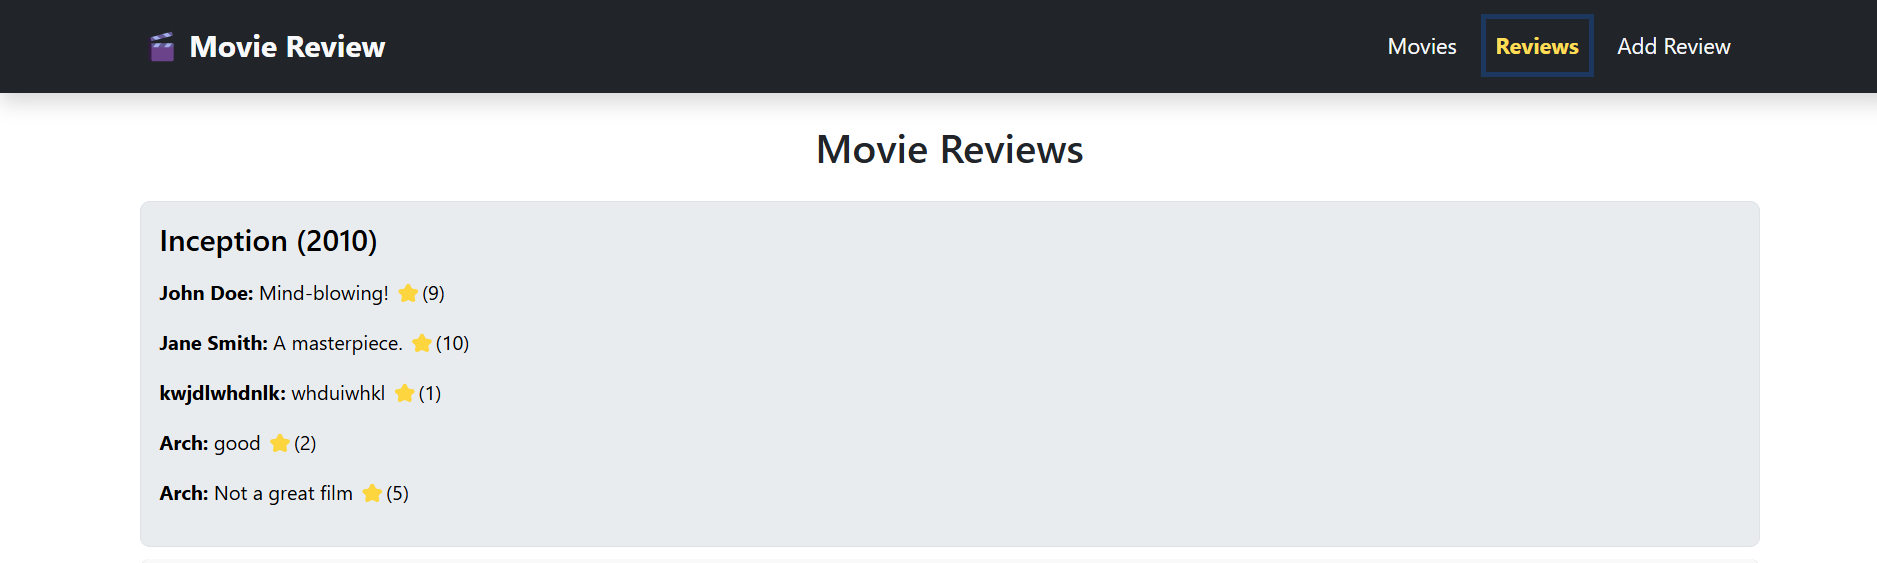 🎬 Movie Review
Movies Reviews Add Review
Movie Reviews
Inception (2010)
John Doe: Mind-blowing! ⭐(9)
Jane Smith: A masterpiece. ⭐(10)
kwjdlwhdnlk: whduiwhkl ⭐(1)
Arch: good ⭐(2)
Arch: Not a great film ⭐(5)